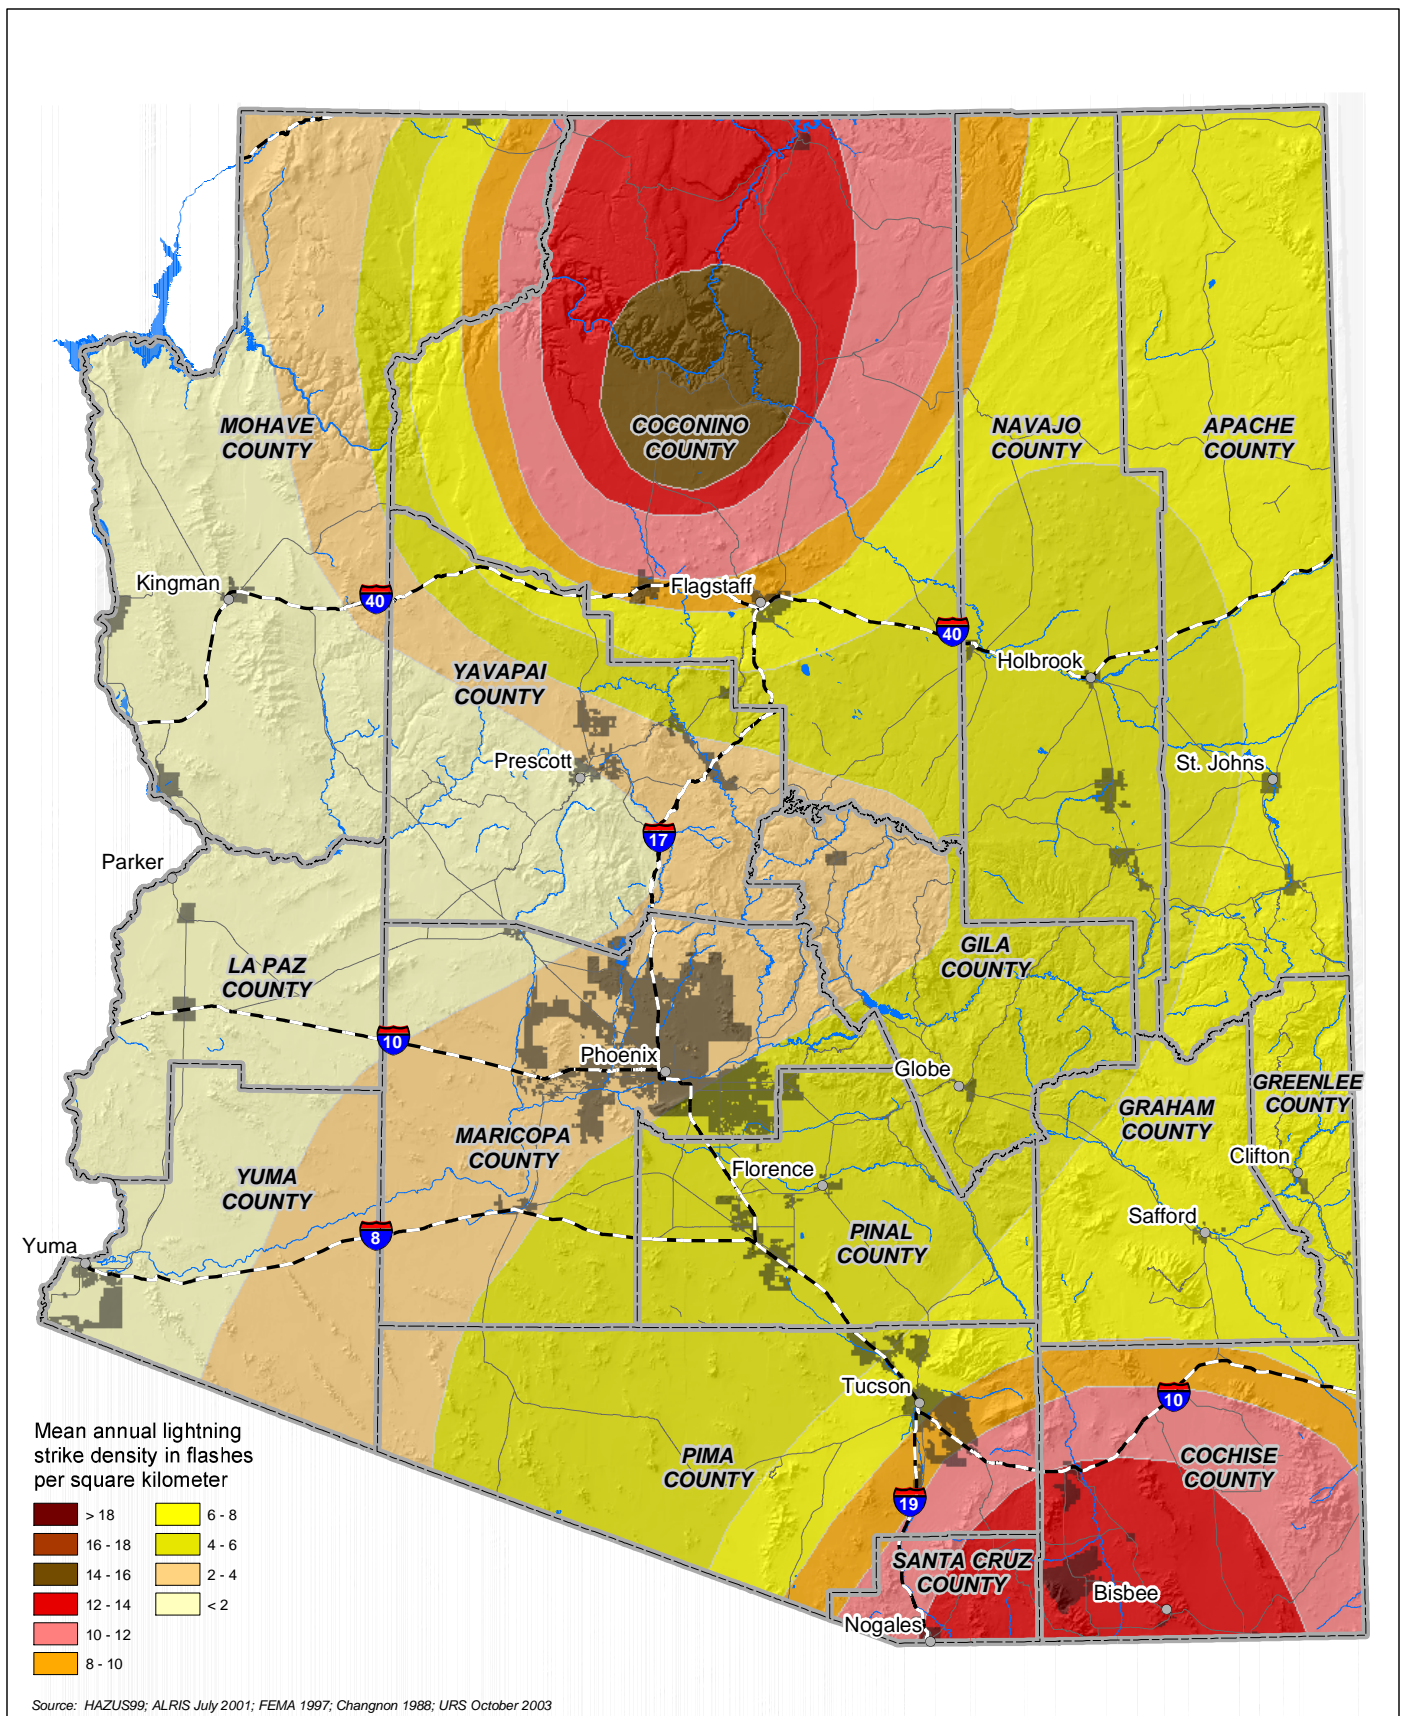 MOHAVE
COUNTY
COCONINO
COUNTY
NAVAJO
COUNTY
APACHE
COUNTY
Kingman
40
Flagstaff
40
Holbrook
YAVAPAI
COUNTY
Prescott
St. Johns
17
Parker
LA PAZ
COUNTY
GILA
COUNTY
10
Phoenix
Globe
GREENLEE
COUNTY
GRAHAM
COUNTY
MARICOPA
COUNTY
Florence
Clifton
YUMA
COUNTY
Safford
Yuma
8
PINAL
COUNTY
Tucson
10
PIMA
COUNTY
COCHISE
COUNTY
19
SANTA CRUZ
COUNTY
Bisbee
Nogales
Mean annual lightning
strike density in flashes
per square kilometer
> 18
16 - 18
14 - 16
12 - 14
10 - 12
8 - 10
6 - 8
4 - 6
2 - 4
< 2
Source: HAZUS99; ALRIS July 2001; FEMA 1997; Changnon 1988; URS October 2003